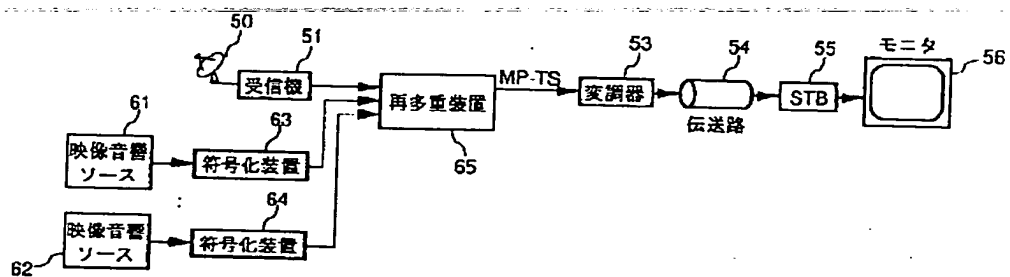 50
51
受信機
61
映像音響
ソース
63
符号化装置
再多重装置
65
MP-TS
53
変調器
54
伝送路
55
STB
モニタ
56
映像音響
ソース
62
64
符号化装置